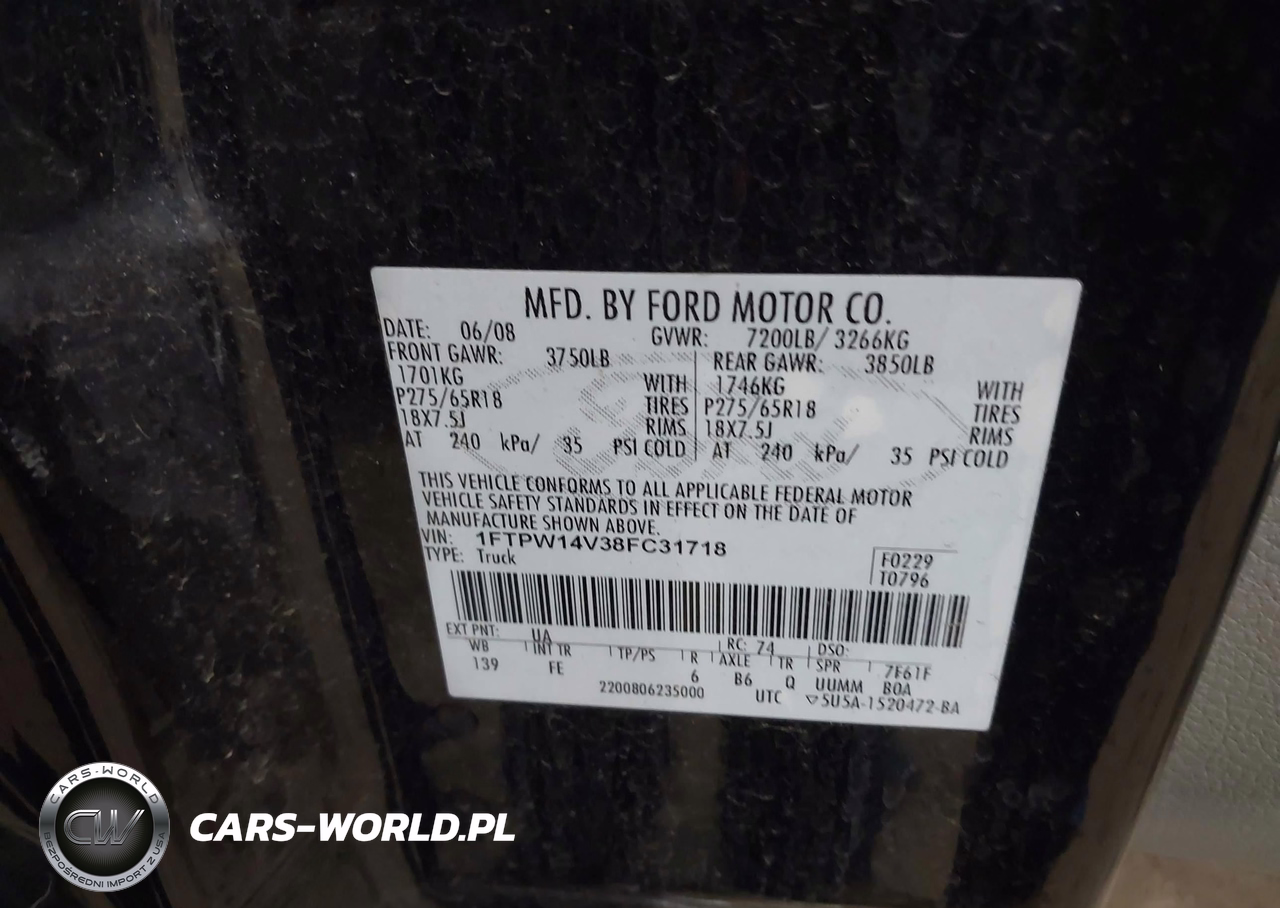 MFD. BY FORD MOTOR CO.
DATE: 06/08 GVWR: 7200LB/ 3266KG
FRONT GAWR: 3750LB REAR GAWR: 3850LB
1701KG WITH 1746KG WITH
P275/65R18 TIRES P275/65R18 TIRES
18X7.5J RIMS 18X7.5J RIMS
AT 240 kPa/ 35 PSI COLD AT 240 kPa/ 35 PSI COLD
THIS VEHICLE CONFORMS TO ALL APPLICABLE FEDERAL MOTOR
VEHICLE SAFETY STANDARDS IN EFFECT ON THE DATE OF
MANUFACTURE SHOWN ABOVE.
VIN: 1FTPW14V38FC31718
TYPE: Truck F0229
T0796
EXT PNT: UA RC: 74 DSO:
WB INT TR TP/PS R AXLE TR SPR 7F61F
139 FE 6 B6 Q UUMM BOA
2200806235000 UTC ▽5U5A-1520472-BA
CARS-WORLD
CW
BEZPOŚREDNI IMPORT Z USA
CARS-WORLD.PL